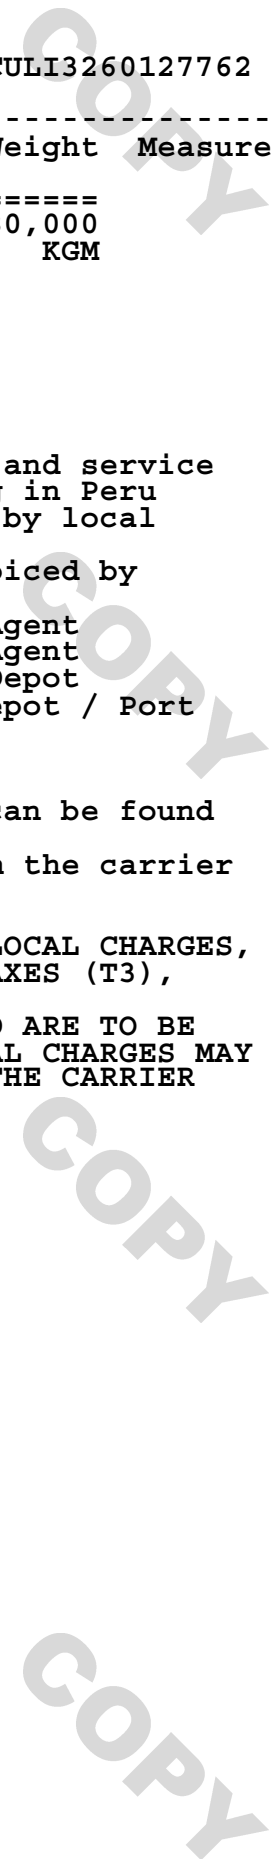 CULI3260127762
---------------
Weight Measure
======
0,000
KGM
and service
g in Peru
by local
oiced by
Agent
Agent
Depot
epot / Port
can be found
n the carrier
LOCAL CHARGES,
AXES (T3),
D ARE TO BE
AL CHARGES MAY
THE CARRIER
COPY
COPY
COPY
COPY